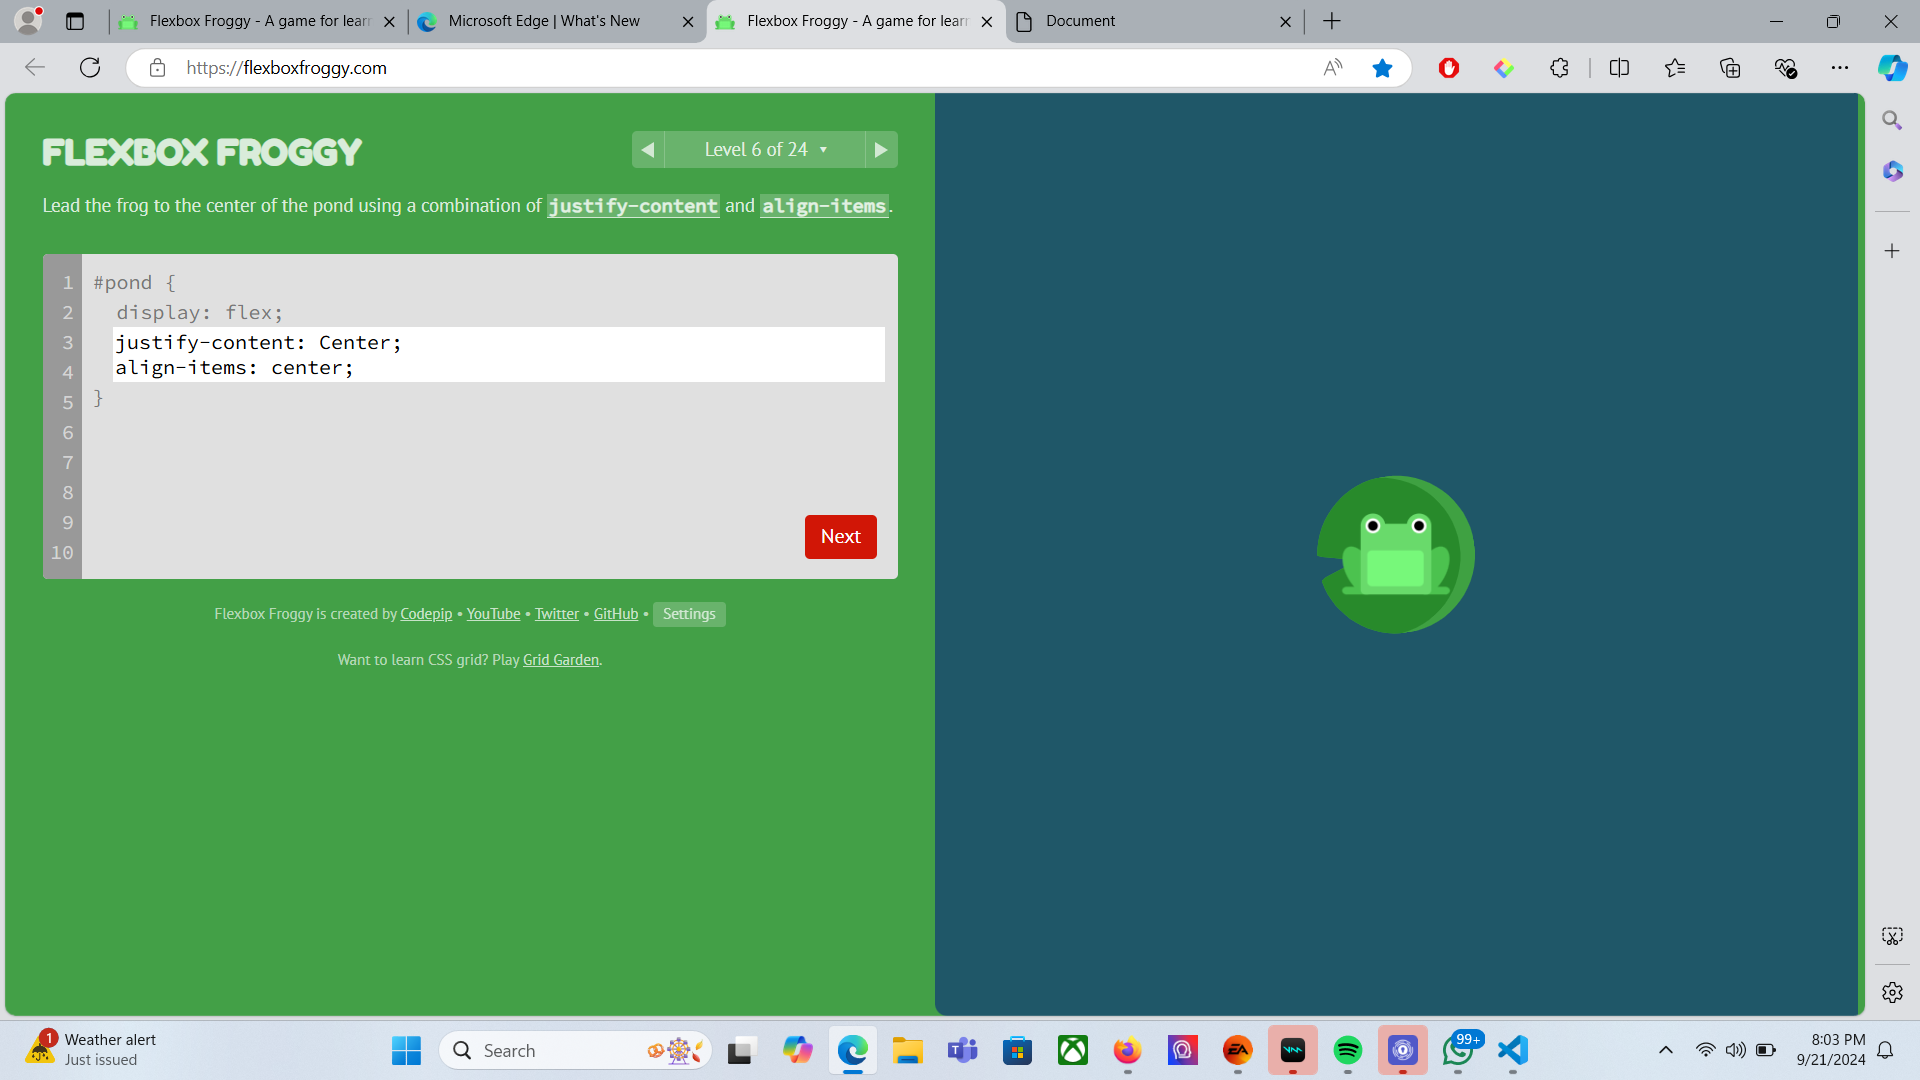 Flexbox Froggy - A game for lear
Microsoft Edge | What's New
Flexbox Froggy - A game for lear
Document
https://flexboxfroggy.com
FLEXBOX FROGGY
Level 6 of 24
Lead the frog to the center of the pond using a combination of justify-content and align-items.
1 #pond {
2 display: flex;
3 justify-content: Center;
4 align-items: center;
5 }
6
7
8
9
10
Next
Flexbox Froggy is created by Codepip • YouTube • Twitter • GitHub • Settings
Want to learn CSS grid? Play Grid Garden.
1
Weather alert
Just issued
Search
EA
99+
8:03 PM
9/21/2024